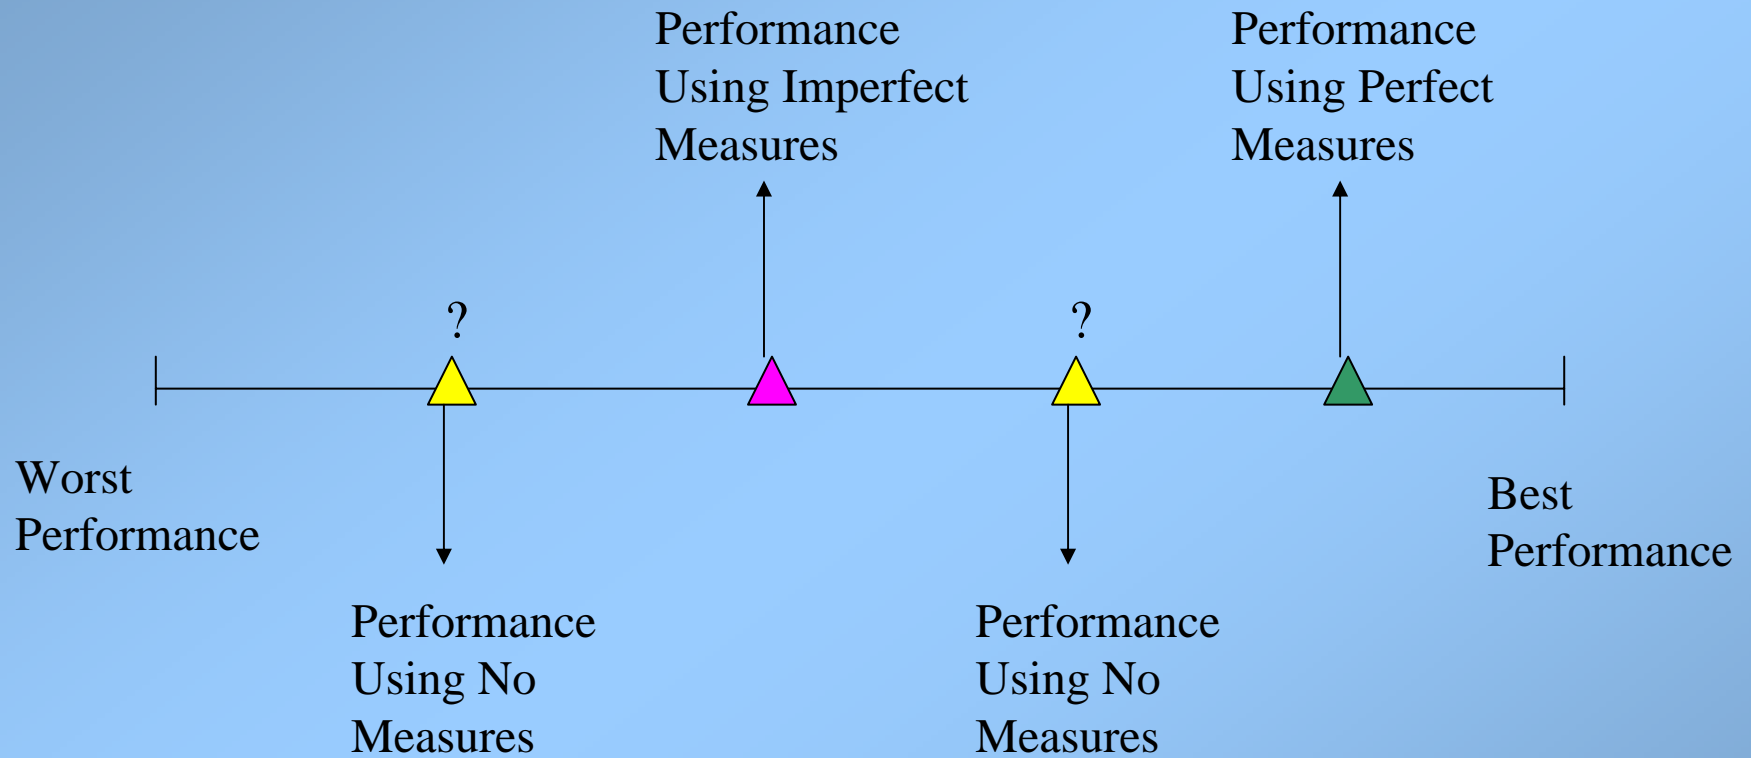 Performance
Using Imperfect
Measures
Performance
Using Perfect
Measures
?
?
Worst
Performance
Best
Performance
Performance
Using No
Measures
Performance
Using No
Measures